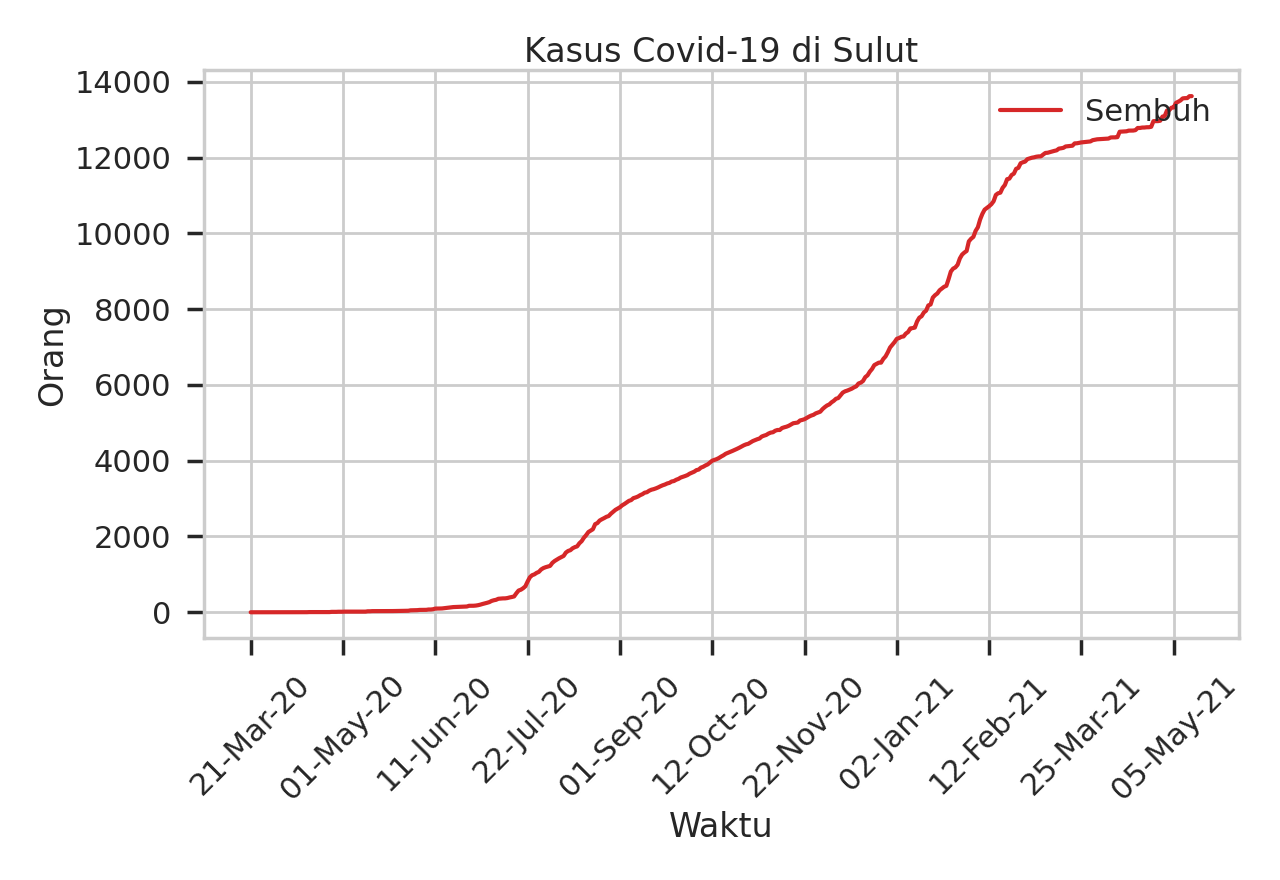 Kasus Covid-19 di Sulut
14000
12000
10000
8000
6000
4000
2000
0
Orang
Sembuh
21-Mar-20
01-May-20
11-Jun-20
22-Jul-20
01-Sep-20
12-Oct-20
22-Nov-20
02-Jan-21
12-Feb-21
25-Mar-21
05-May-21
Waktu